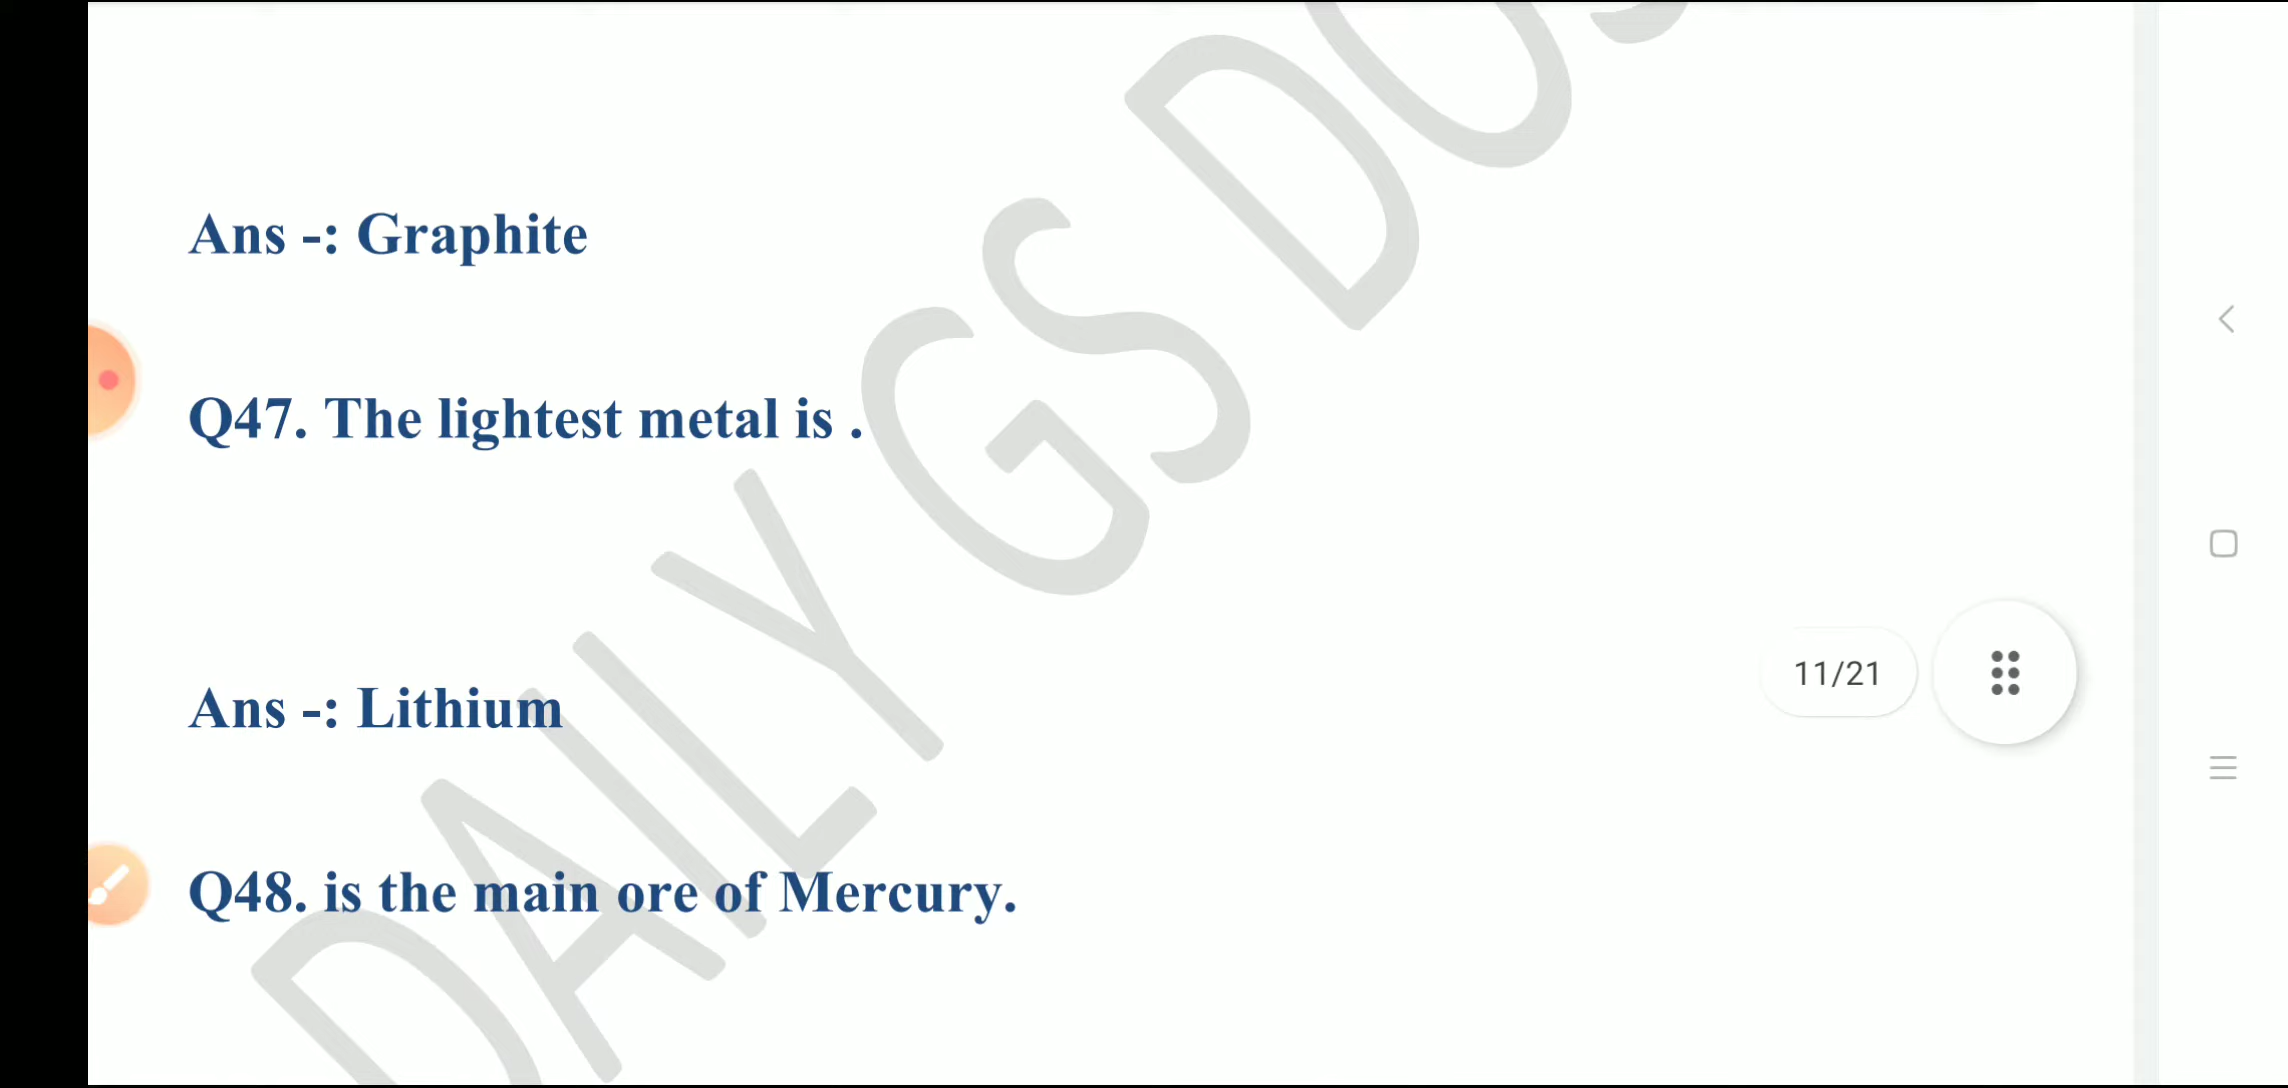 Ans -: Graphite
Q47. The lightest metal is .
11/21
Ans -: Lithium
Q48. is the main ore of Mercury.
DAILY GS DOS